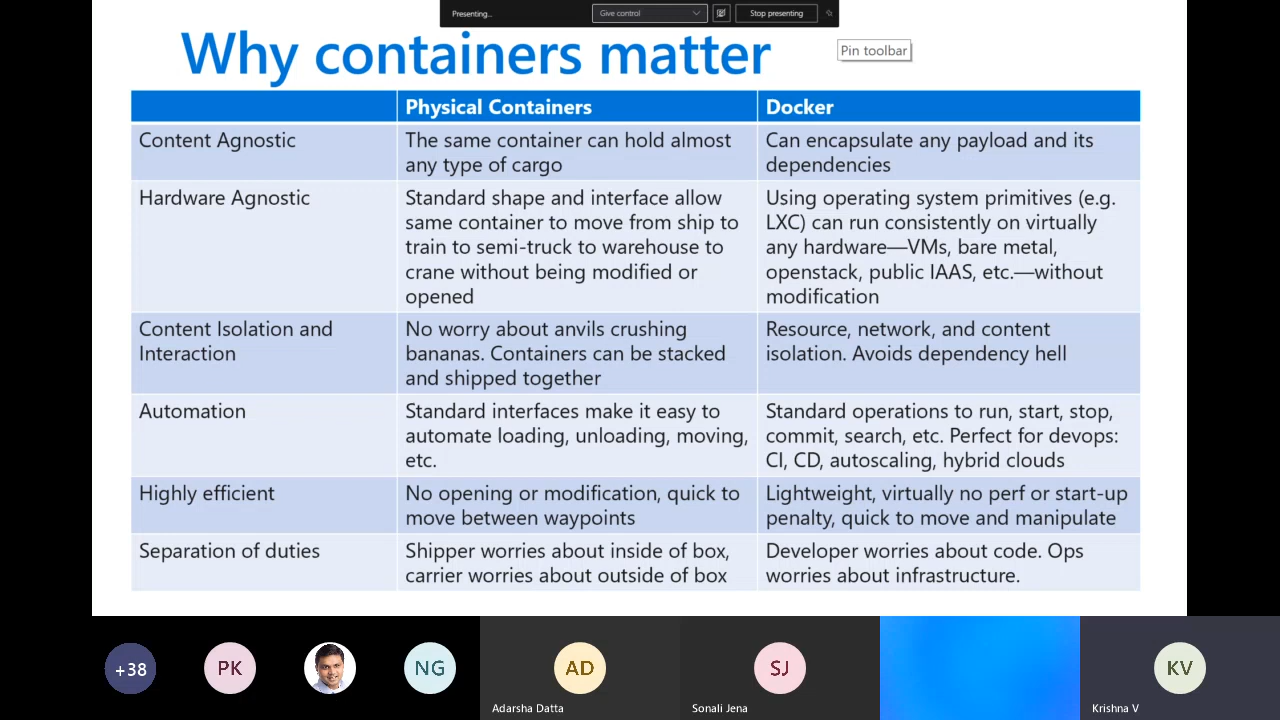 Presenting...
Give control
Stop presenting
Why containers matter
Pin toolbar
Physical Containers
Docker
Content Agnostic
The same container can hold almost
any type of cargo
Can encapsulate any payload and its
dependencies
Hardware Agnostic
Standard shape and interface allow
same container to move from ship to
train to semi-truck to warehouse to
crane without being modified or
opened
Using operating system primitives (e.g.
LXC) can run consistently on virtually
any hardware—VMs, bare metal,
openstack, public IAAS, etc.—without
modification
Content Isolation and
Interaction
No worry about anvils crushing
bananas. Containers can be stacked
and shipped together
Resource, network, and content
isolation. Avoids dependency hell
Automation
Standard interfaces make it easy to
automate loading, unloading, moving,
etc.
Standard operations to run, start, stop,
commit, search, etc. Perfect for devops:
CI, CD, autoscaling, hybrid clouds
Highly efficient
No opening or modification, quick to
move between waypoints
Lightweight, virtually no perf or start-up
penalty, quick to move and manipulate
Separation of duties
Shipper worries about inside of box,
carrier worries about outside of box
Developer worries about code. Ops
worries about infrastructure.
+38
PK
NG
AD
Adarsha Datta
SJ
Sonali Jena
KV
Krishna V